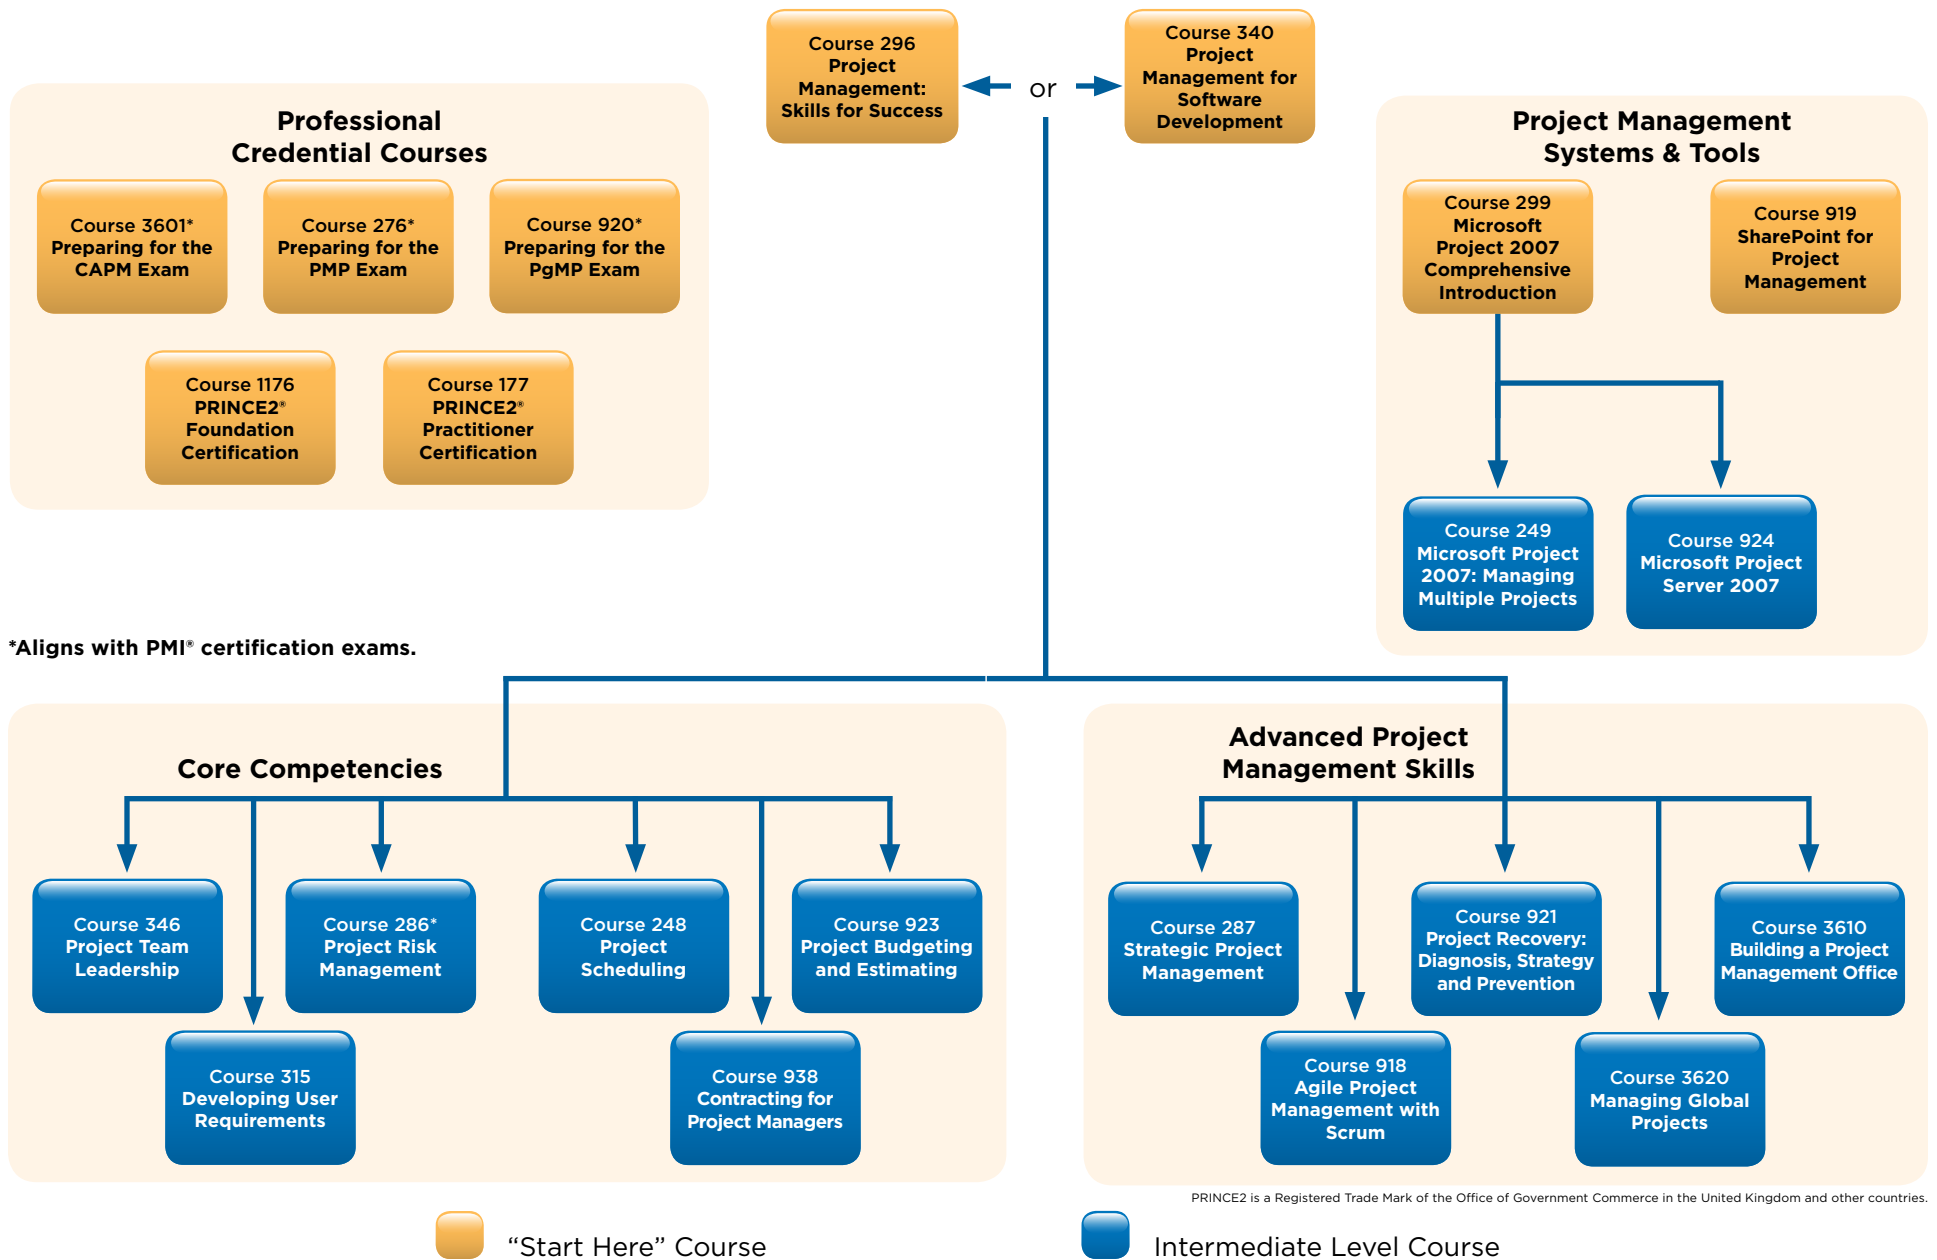 Course 296
Project
Management:
Skills for Success
or
Course 340
Project
Management for
Software
Development
Professional
Credential Courses
Course 3601*
Preparing for the
CAPM Exam
Course 276*
Preparing for the
PMP Exam
Course 920*
Preparing for the
PgMP Exam
Course 1176
PRINCE2®
Foundation
Certification
Course 177
PRINCE2®
Practitioner
Certification
Project Management
Systems & Tools
Course 299
Microsoft
Project 2007
Comprehensive
Introduction
Course 919
SharePoint for
Project
Management
Course 249
Microsoft Project
2007: Managing
Multiple Projects
Course 924
Microsoft Project
Server 2007
*Aligns with PMI® certification exams.
Core Competencies
Course 346
Project Team
Leadership
Course 286*
Project Risk
Management
Course 248
Project
Scheduling
Course 923
Project Budgeting
and Estimating
Course 315
Developing User
Requirements
Course 938
Contracting for
Project Managers
Advanced Project
Management Skills
Course 287
Strategic Project
Management
Course 921
Project Recovery:
Diagnosis, Strategy
and Prevention
Course 3610
Building a Project
Management Office
Course 918
Agile Project
Management with
Scrum
Course 3620
Managing Global
Projects
PRINCE2 is a Registered Trade Mark of the Office of Government Commerce in the United Kingdom and other countries.
“Start Here” Course
Intermediate Level Course